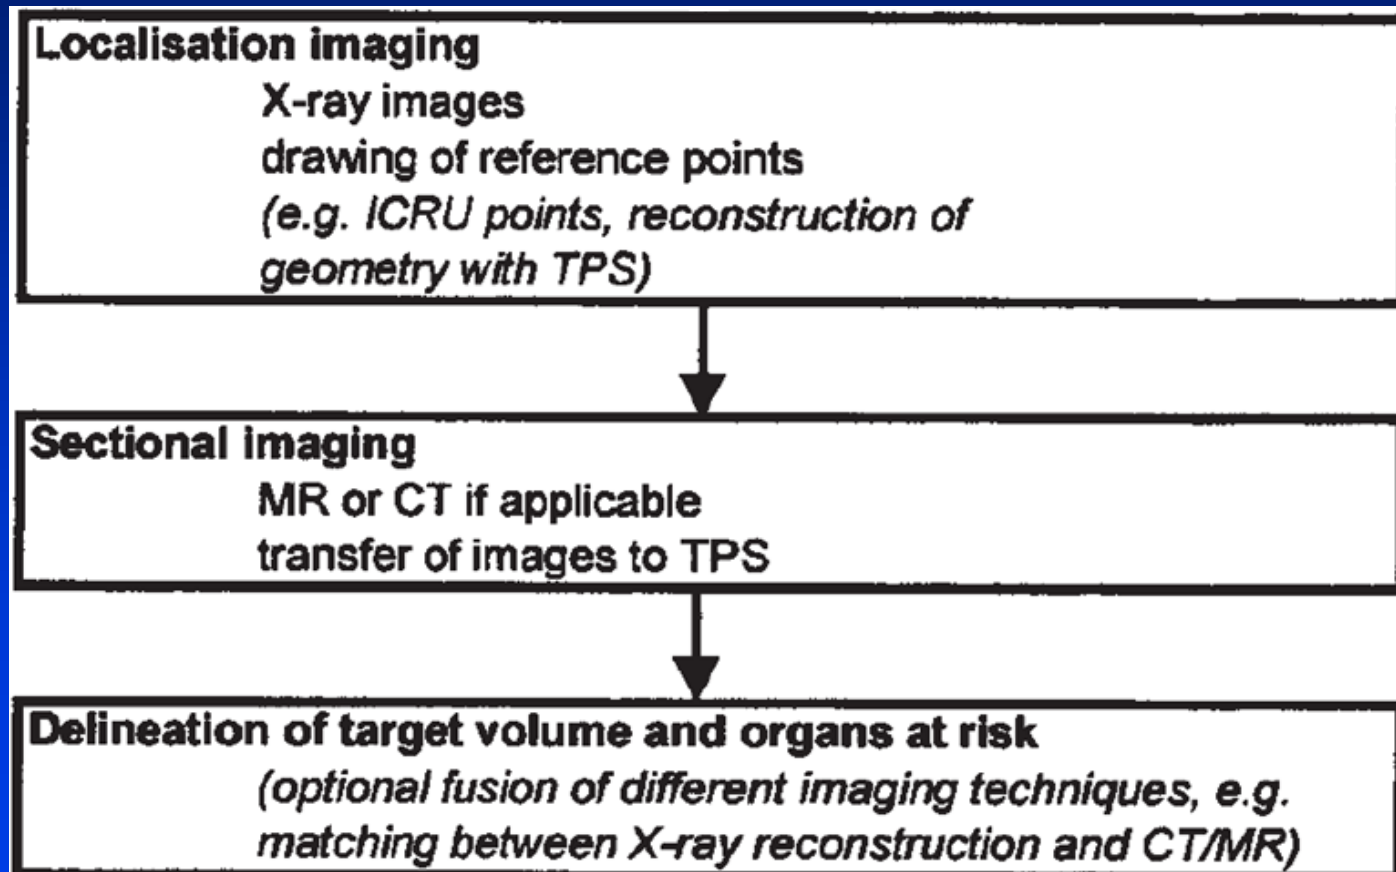 Localisation imaging
X-ray images
drawing of reference points
(e.g. ICRU points, reconstruction of
geometry with TPS)
Sectional imaging
MR or CT if applicable
transfer of images to TPS
Delineation of target volume and organs at risk
(optional fusion of different imaging techniques, e.g.
matching between X-ray reconstruction and CT/MR)